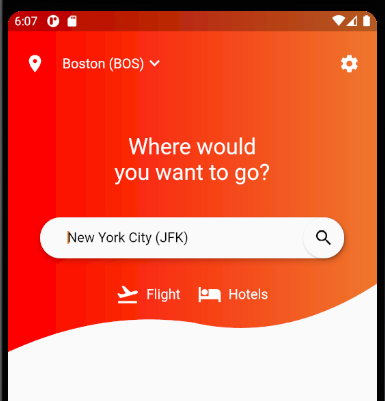 6:07
Boston (BOS)
Where would
you want to go?
New York City (JFK)
Flight Hotels